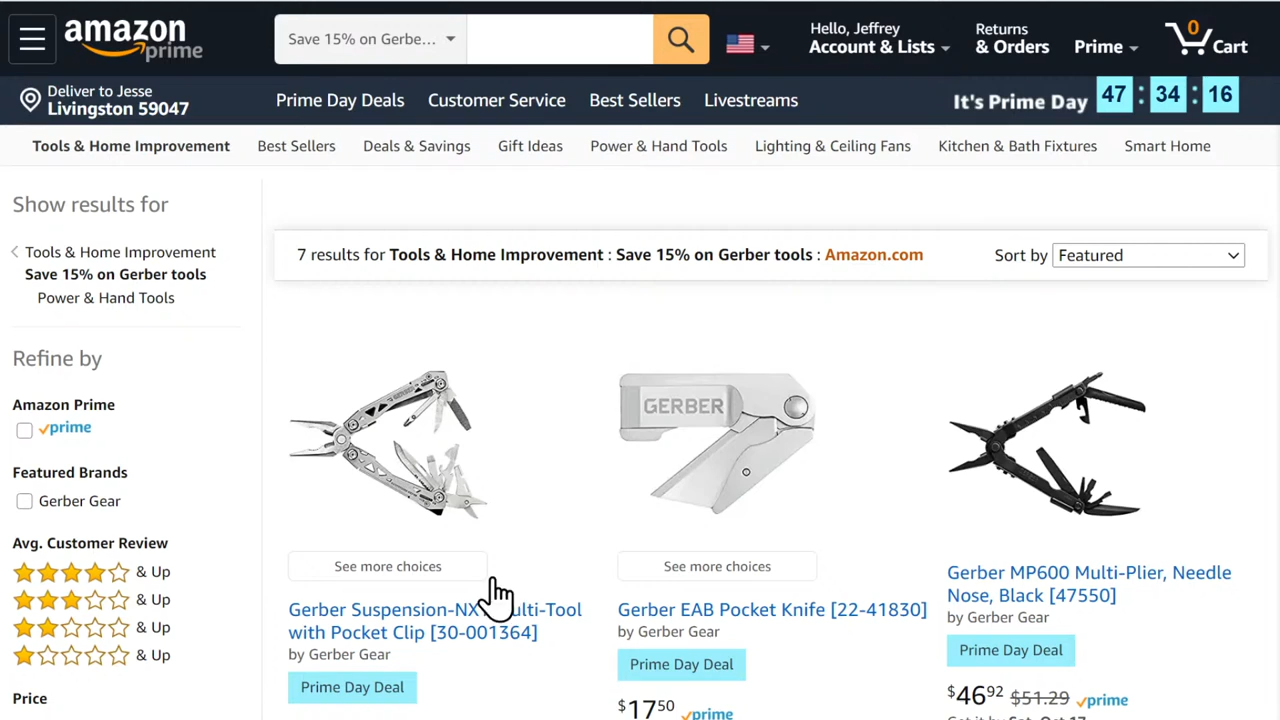 amazon
prime
Save 15% on Gerbe...
Hello, Jeffrey
Account & Lists
Returns
& Orders
Prime
0
Cart
Deliver to Jesse
Livingston 59047
Prime Day Deals
Customer Service
Best Sellers
Livestreams
It's Prime Day
47 : 34 : 16
Tools & Home Improvement
Best Sellers
Deals & Savings
Gift Ideas
Power & Hand Tools
Lighting & Ceiling Fans
Kitchen & Bath Fixtures
Smart Home
Show results for
Tools & Home Improvement
Save 15% on Gerber tools
Power & Hand Tools
Refine by
Amazon Prime
prime
Featured Brands
Gerber Gear
Avg. Customer Review
& Up
& Up
& Up
& Up
Price
7 results for Tools & Home Improvement : Save 15% on Gerber tools : Amazon.com
Sort by Featured
See more choices
Gerber Suspension-NX Multi-Tool
with Pocket Clip [30-001364]
by Gerber Gear
Prime Day Deal
GERBER
See more choices
Gerber EAB Pocket Knife [22-41830]
by Gerber Gear
Prime Day Deal
$1750 prime
Gerber MP600 Multi-Plier, Needle
Nose, Black [47550]
by Gerber Gear
Prime Day Deal
$4692 $51.29 prime
Get it by Sat, Oct 17